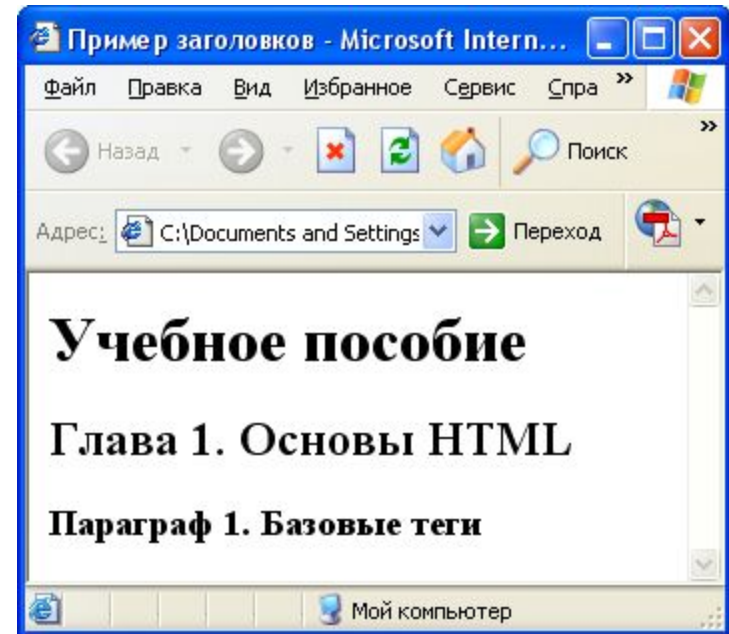 Пример заголовков - Microsoft Intern...
Файл Правка Вид Избранное Сервис Спра »
Назад Поиск »
Адрес: C:\Documents and Settings Переход
Учебное пособие
Глава 1. Основы HTML
Параграф 1. Базовые теги
Мой компьютер